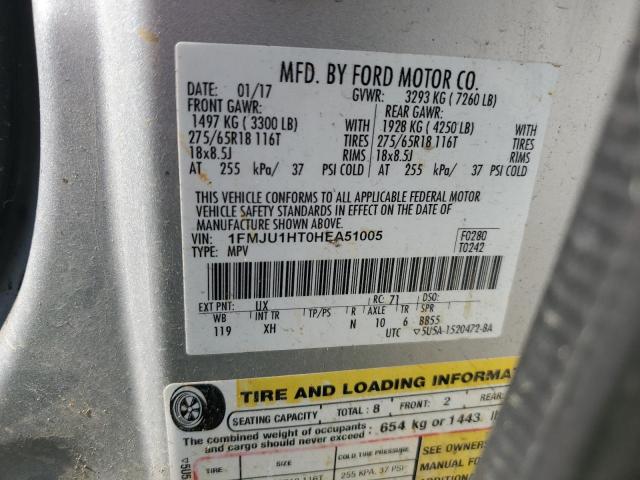 MFD. BY FORD MOTOR CO.
DATE: 01/17 GVWR: 3293 KG ( 7260 LB)
FRONT GAWR: REAR GAWR:
1497 KG ( 3300 LB) WITH 1928 KG ( 4250 LB) WITH
275/65R18 116T TIRES 275/65R18 116T TIRES
18x8.5J RIMS 18x8.5J RIMS
AT 255 kPa/ 37 PSI COLD AT 255 kPa/ 37 PSI COLD
THIS VEHICLE CONFORMS TO ALL APPLICABLE FEDERAL MOTOR
VEHICLE SAFETY STANDARDS IN EFFECT ON THE DATE OF
MANUFACTURE SHOWN ABOVE.
VIN: 1FMJU1HT0HEA51005 F0280
TYPE: MPV T0242
EXT PNT: UX RC: 71 DSO:
WB INT TR TP/PS R AXLE TR SPR
119 XH N 10 6 BB55
UTC ▽5U5A-1520472-BA
TIRE AND LOADING INFORMA
SEATING CAPACITY TOTAL: 8 FRONT: 2 REAR:
The combined weight of occupants and cargo should never exceed: 654 kg or 1443
TIRE SIZE COLD TIRE
255 KPA, 37 PSI
SEE OWNERS
MANUAL FOR
ADDITION